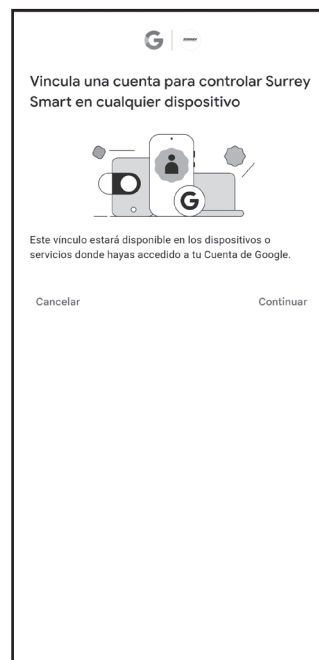 G SURREY
Vincula una cuenta para controlar Surrey
Smart en cualquier dispositivo
G
Este vínculo estará disponible en los dispositivos o
servicios donde hayas accedido a tu Cuenta de Google.
Cancelar Continuar